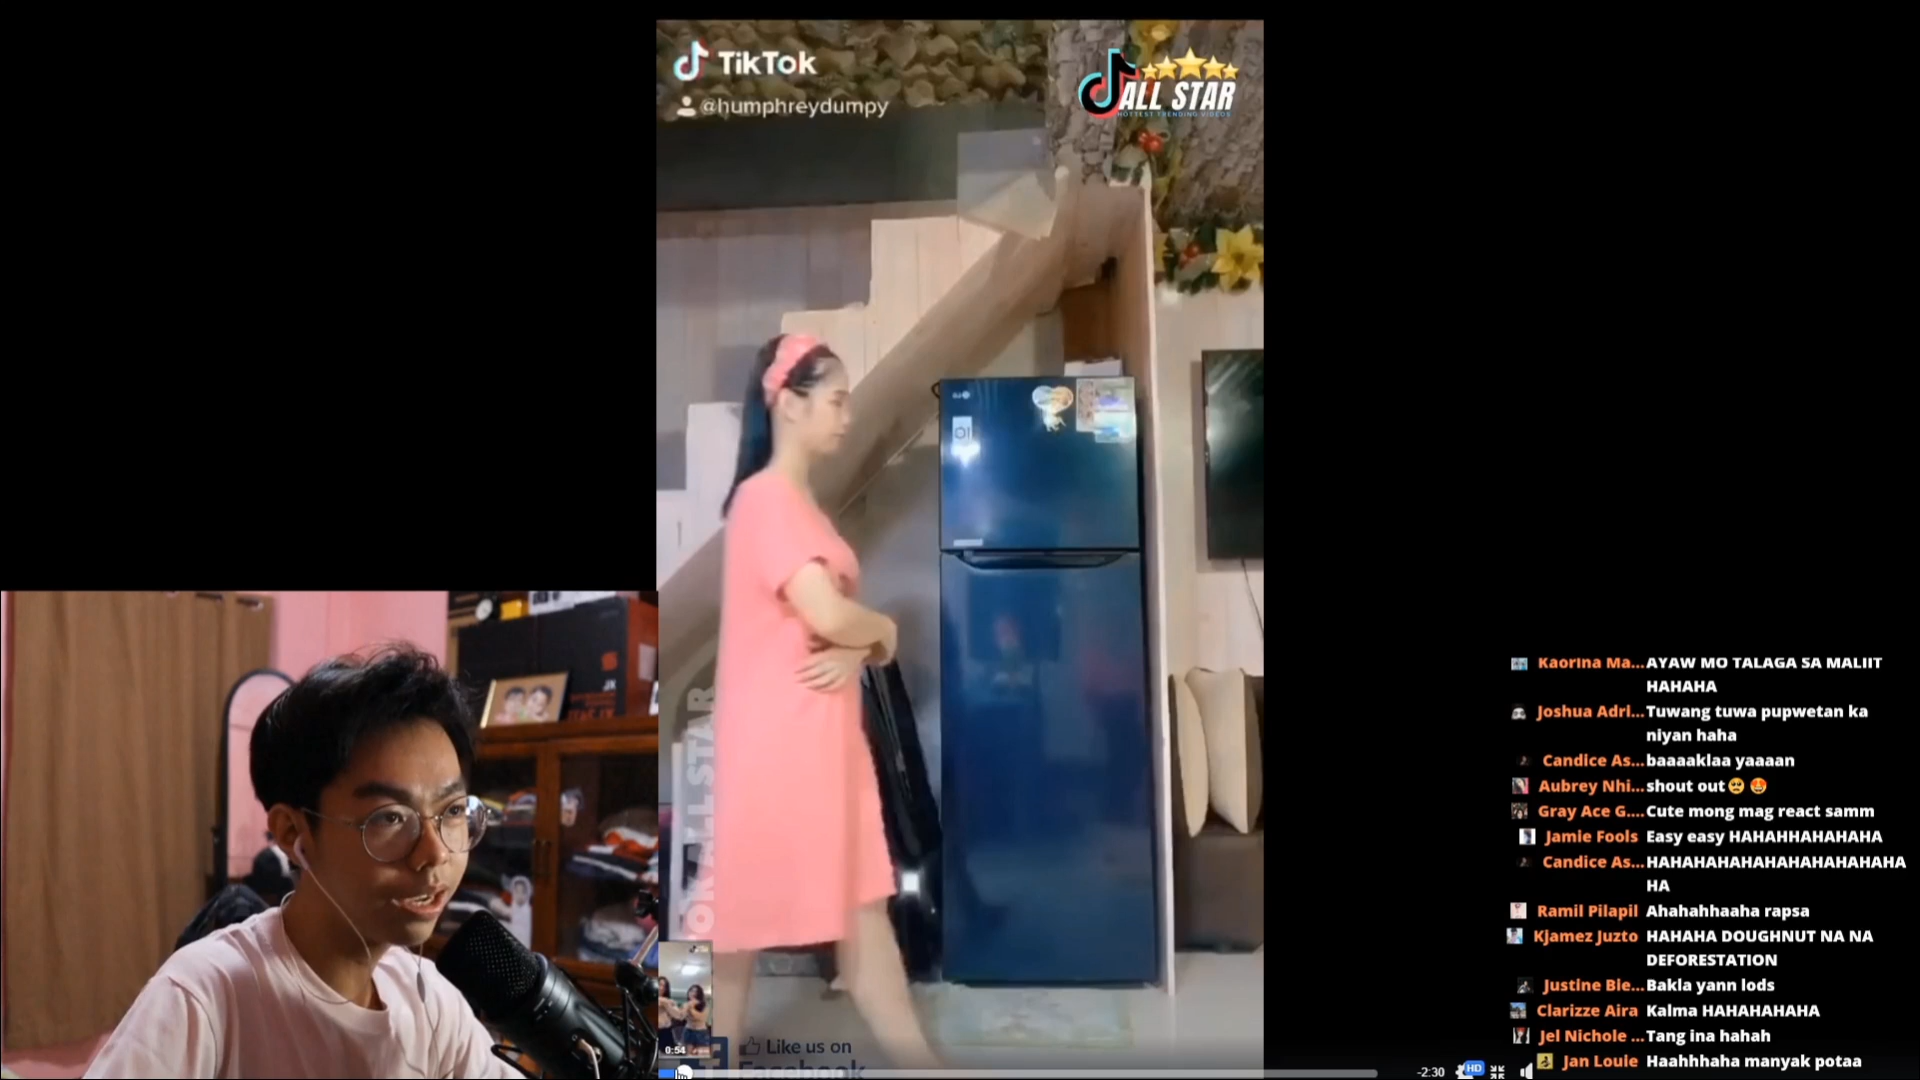 TikTok
@humphreydumpy
ALL STAR
HOTTEST TRENDING VIDEOS
OKALLSTAR
Like us on
Facebook
0:54
-2:30
HD
Kaorina Ma... AYAW MO TALAGA SA MALIIT
HAHAHA
Joshua Adri... Tuwang tuwa pupwetan ka
niyan haha
Candice As... baaaaklaa yaaaan
Aubrey Nhi... shout out🥺 🤩
Gray Ace G.... Cute mong mag react samm
Jamie Fools Easy easy HAHAHHAHAHAHA
Candice As... HAHAHAHAHAHAHAHAHAHA
HA
Ramil Pilapil Ahahahhaaha rapsa
Kjamez Juzto HAHAHA DOUGHNUT NA NA
DEFORESTATION
Justine Ble... Bakla yann lods
Clarizze Aira Kalma HAHAHAHAHA
Jel Nichole ... Tang ina hahah
Jan Louie Haahhhaha manyak potaa